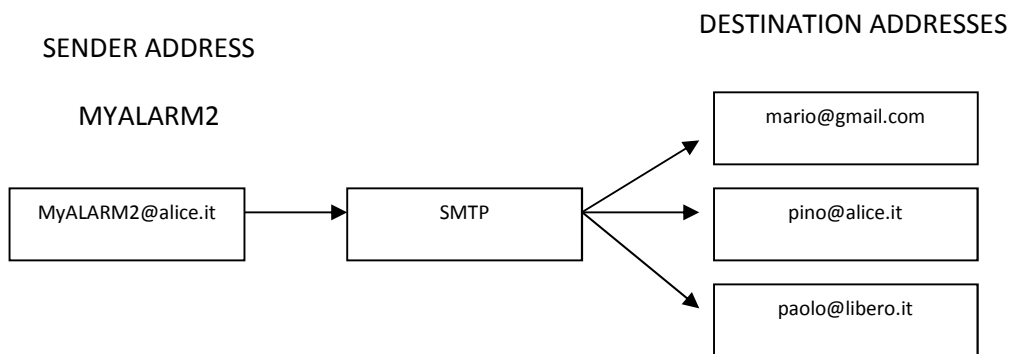 DESTINATION ADDRESSES
SENDER ADDRESS
MYALARM2
mario@gmail.com
MyALARM2@alice.it
SMTP
pino@alice.it
paolo@libero.it